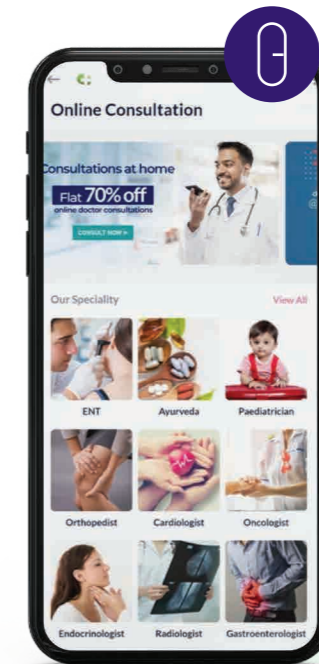 Online Consultation
Consultations at home
Flat 70% off
online doctor consultations
CONSULT NOW >
Our Speciality
View All
ENT
Ayurveda
Paediatrician
Orthopedist
Cardiologist
Oncologist
Endocrinologist
Radiologist
Gastroenterologist